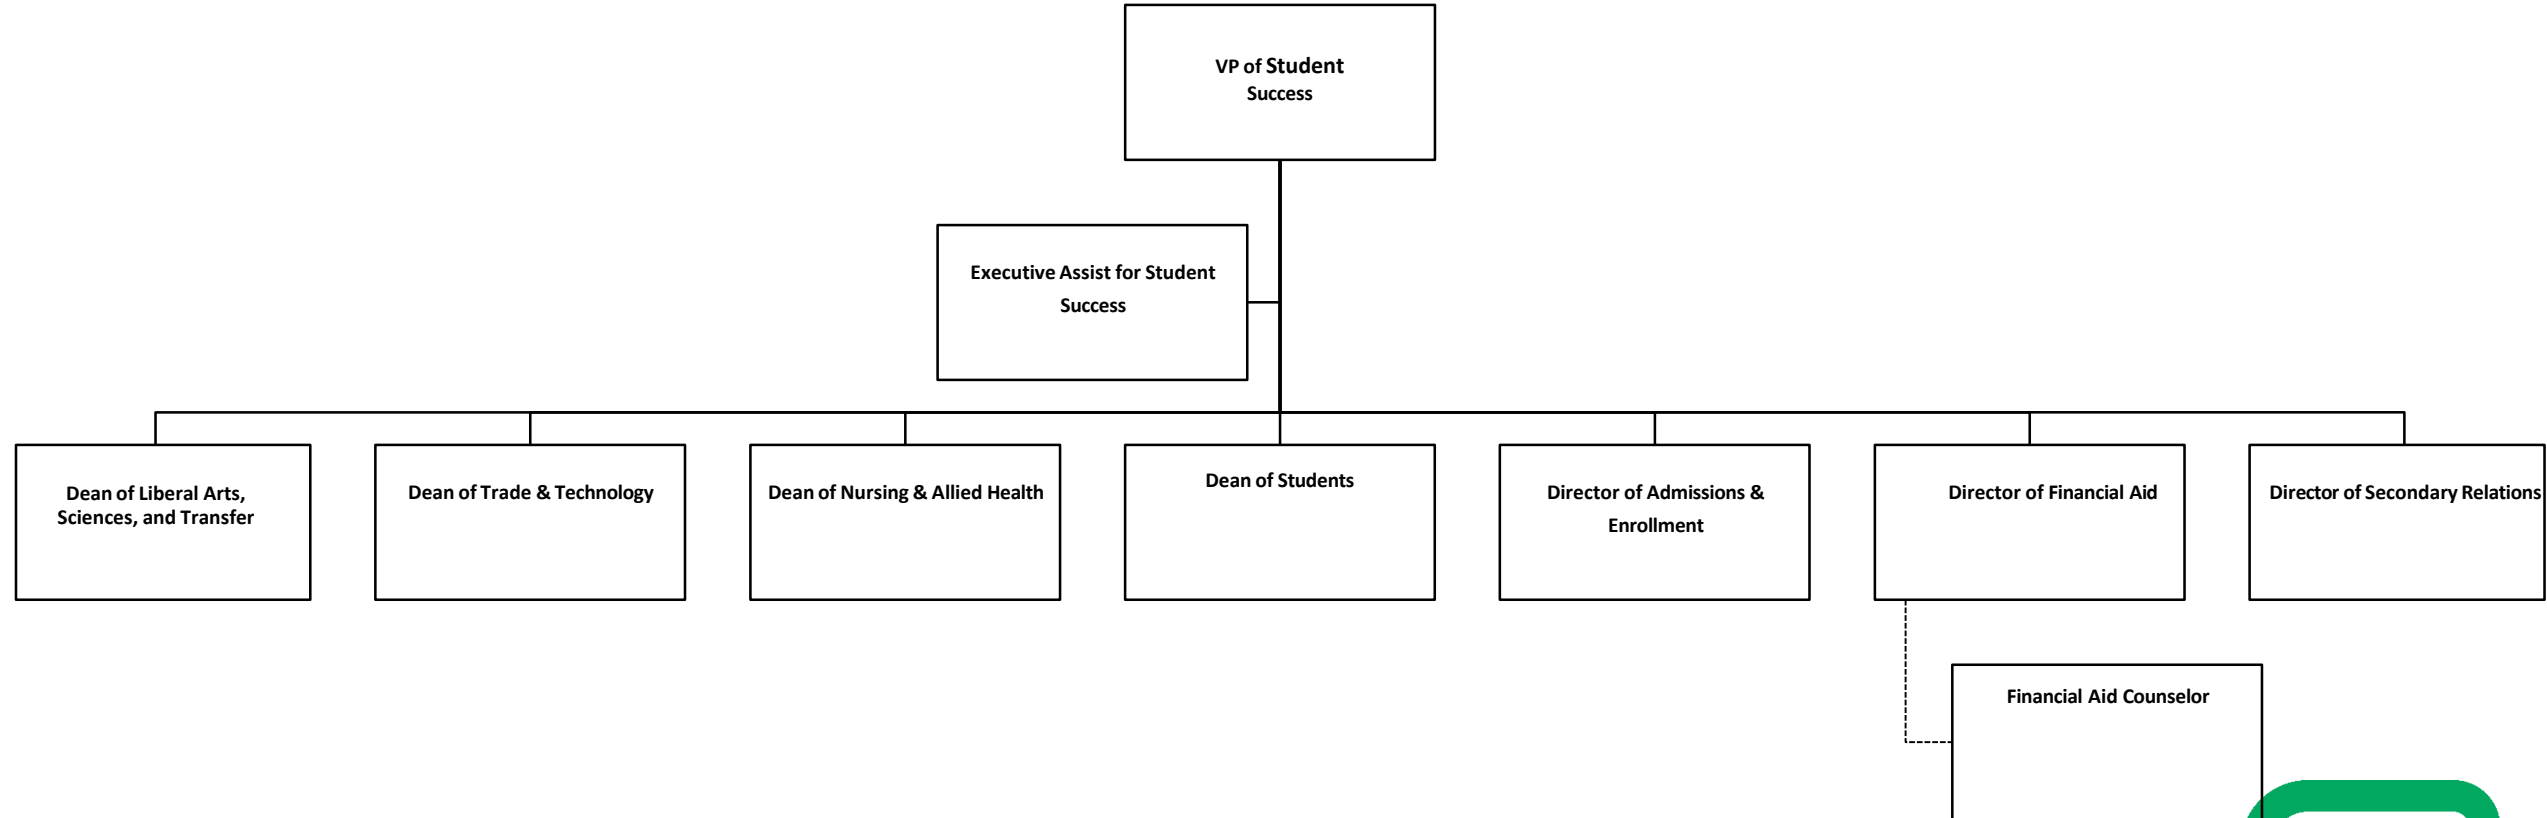 VP of Student
Success
Executive Assist for Student
Success
Dean of Liberal Arts,
Sciences, and Transfer
Dean of Trade & Technology
Dean of Nursing & Allied Health
Dean of Students
Director of Admissions &
Enrollment
Director of Financial Aid
Director of Secondary Relations
Financial Aid Counselor